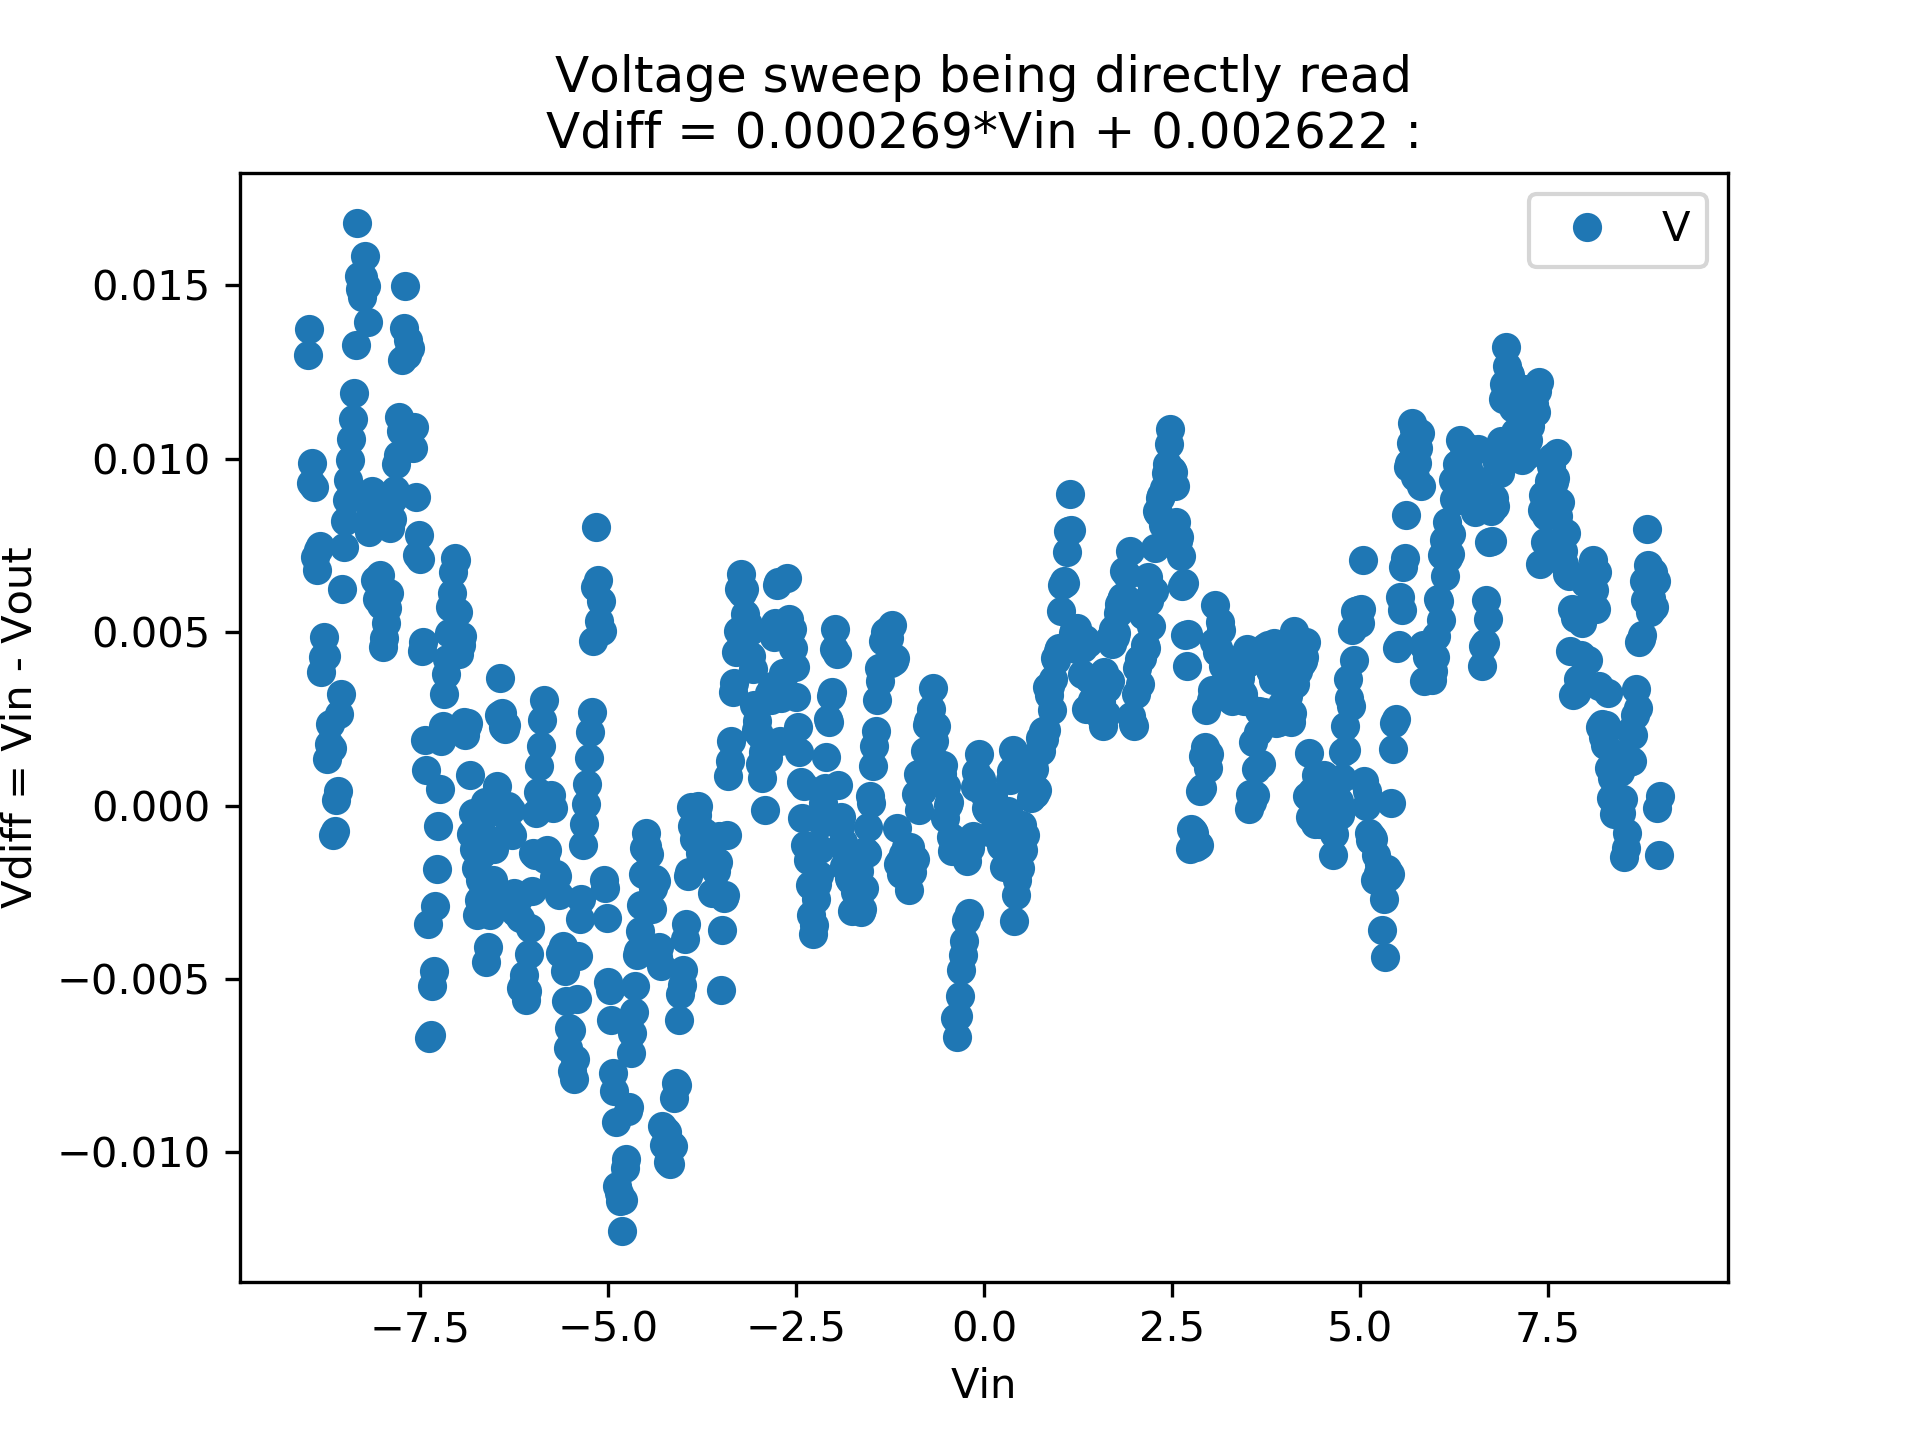 Voltage sweep being directly read
Vdiff = 0.000269*Vin + 0.002622 :
V
Vdiff = Vin - Vout
0.015
0.010
0.005
0.000
−0.005
−0.010
−7.5 −5.0 −2.5 0.0 2.5 5.0 7.5
Vin